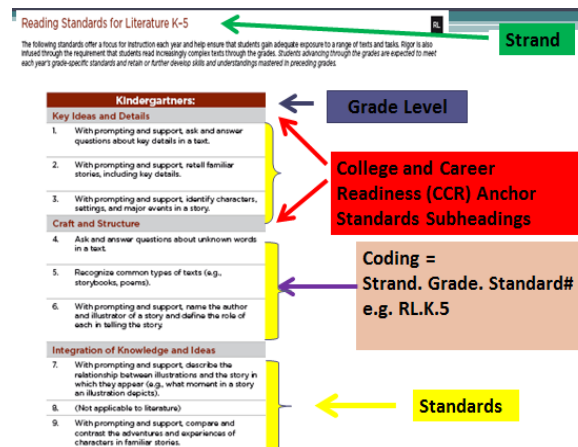 Reading Standards for Literature K-5
RL
The following standards offer a focus for instruction each year and help ensure that students gain adequate exposure to a range of texts and tasks. Rigor is also
infused through the requirement that students read increasingly complex texts through the grades. Students advancing through the grades are expected to meet
each year's grade-specific standards and retain or further develop skills and understandings mastered in preceding grades.
Strand
Kindergartners:
Grade Level
Key Ideas and Details
1. With prompting and support, ask and answer
questions about key details in a text.
2. With prompting and support, retell familiar
stories, including key details.
3. With prompting and support, identify characters,
settings, and major events in a story.
College and Career
Readiness (CCR) Anchor
Standards Subheadings
Craft and Structure
4. Ask and answer questions about unknown words
in a text.
5. Recognize common types of texts (e.g.,
storybooks, poems).
6. With prompting and support, name the author
and illustrator of a story and define the role of
each in telling the story.
Coding =
Strand. Grade. Standard#
e.g. RL.K.5
Integration of Knowledge and Ideas
7. With prompting and support, describe the
relationship between illustrations and the story in
which they appear (e.g., what moment in a story
an illustration depicts).
8. (Not applicable to literature)
9. With prompting and support, compare and
contrast the adventures and experiences of
characters in familiar stories.
Standards